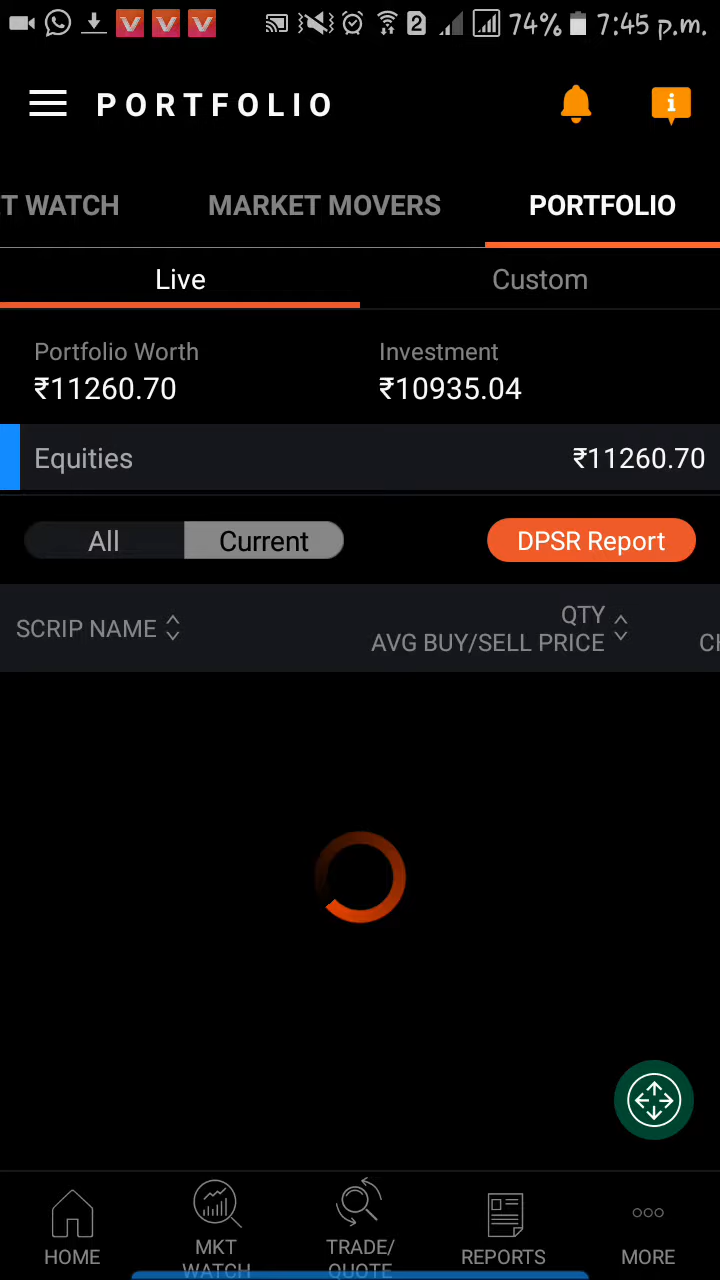 2 74% 7:45 p.m.
PORTFOLIO
T WATCH MARKET MOVERS PORTFOLIO
Live Custom
Portfolio Worth Investment
₹11260.70 ₹10935.04
Equities ₹11260.70
All Current DPSR Report
SCRIP NAME QTY
AVG BUY/SELL PRICE CH
HOME MKT WATCH TRADE/ QUOTE REPORTS MORE